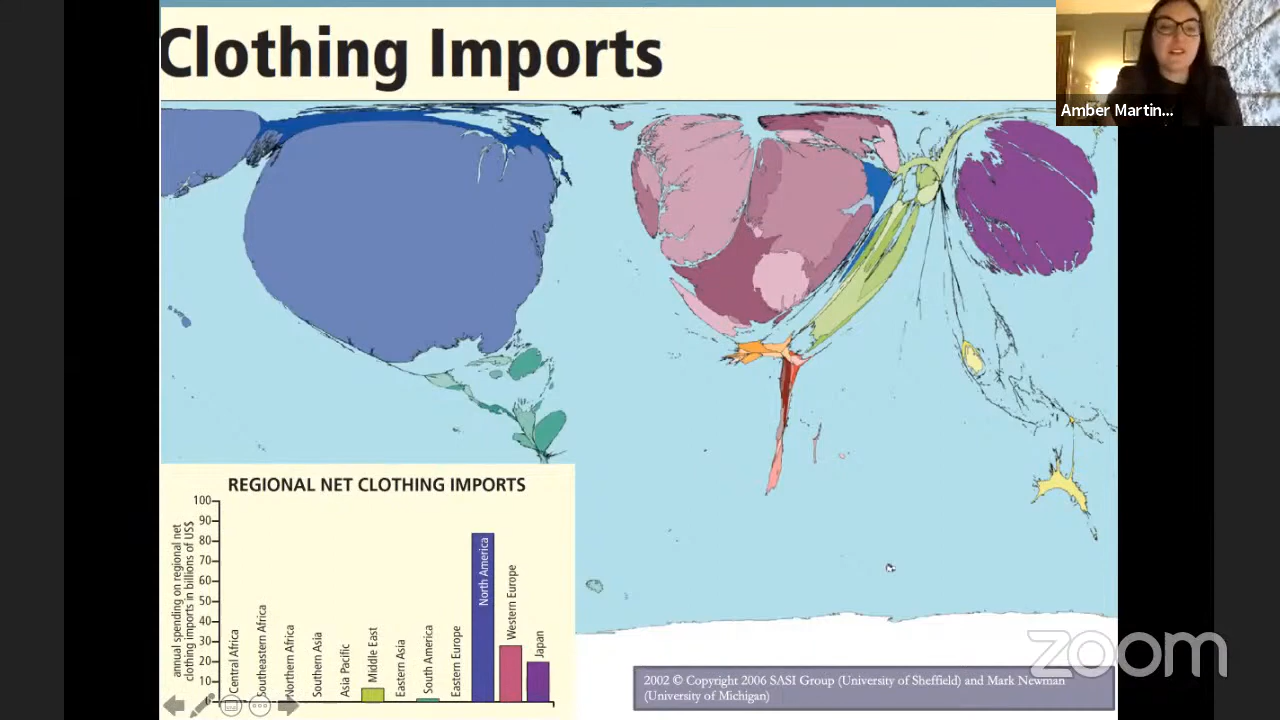 Clothing Imports
Amber Martin...
REGIONAL NET CLOTHING IMPORTS
annual spending on regional net
clothing imports in billions of US$
100
90
80
70
60
50
40
30
20
10
0
Central Africa
Southeastern Africa
Northern Africa
Southern Asia
Asia Pacific
Middle East
Eastern Asia
South America
Eastern Europe
North America
Western Europe
Japan
2002 © Copyright 2006 SASI Group (University of Sheffield) and Mark Newman
(University of Michigan)
zoom